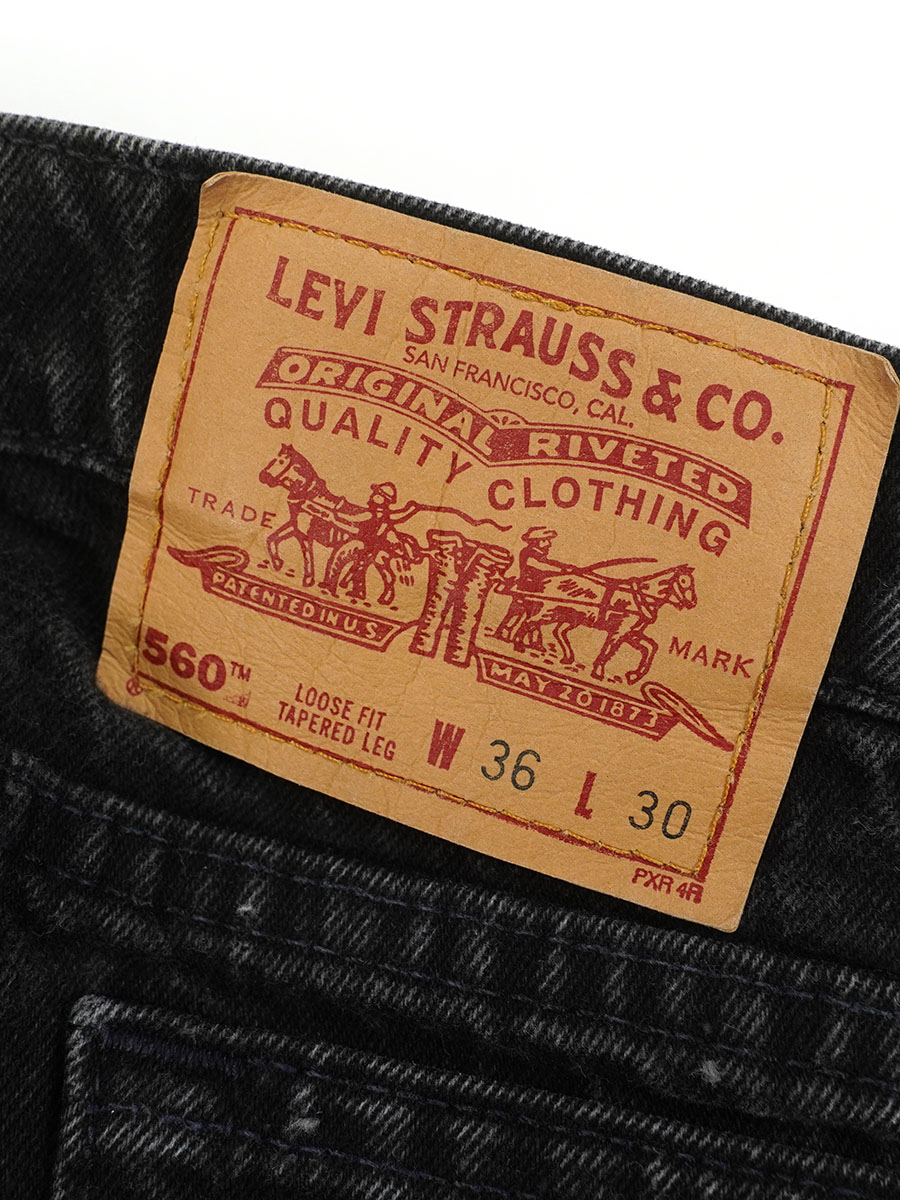 LEVI STRAUSS & CO.
SAN FRANCISCO, CAL.
ORIGINAL RIVETED
QUALITY CLOTHING
TRADE MARK
PATENTED IN U.S.
MAY 20 1873
560™
®
LOOSE FIT
TAPERED LEG
W 36 L 30
PXR 4R